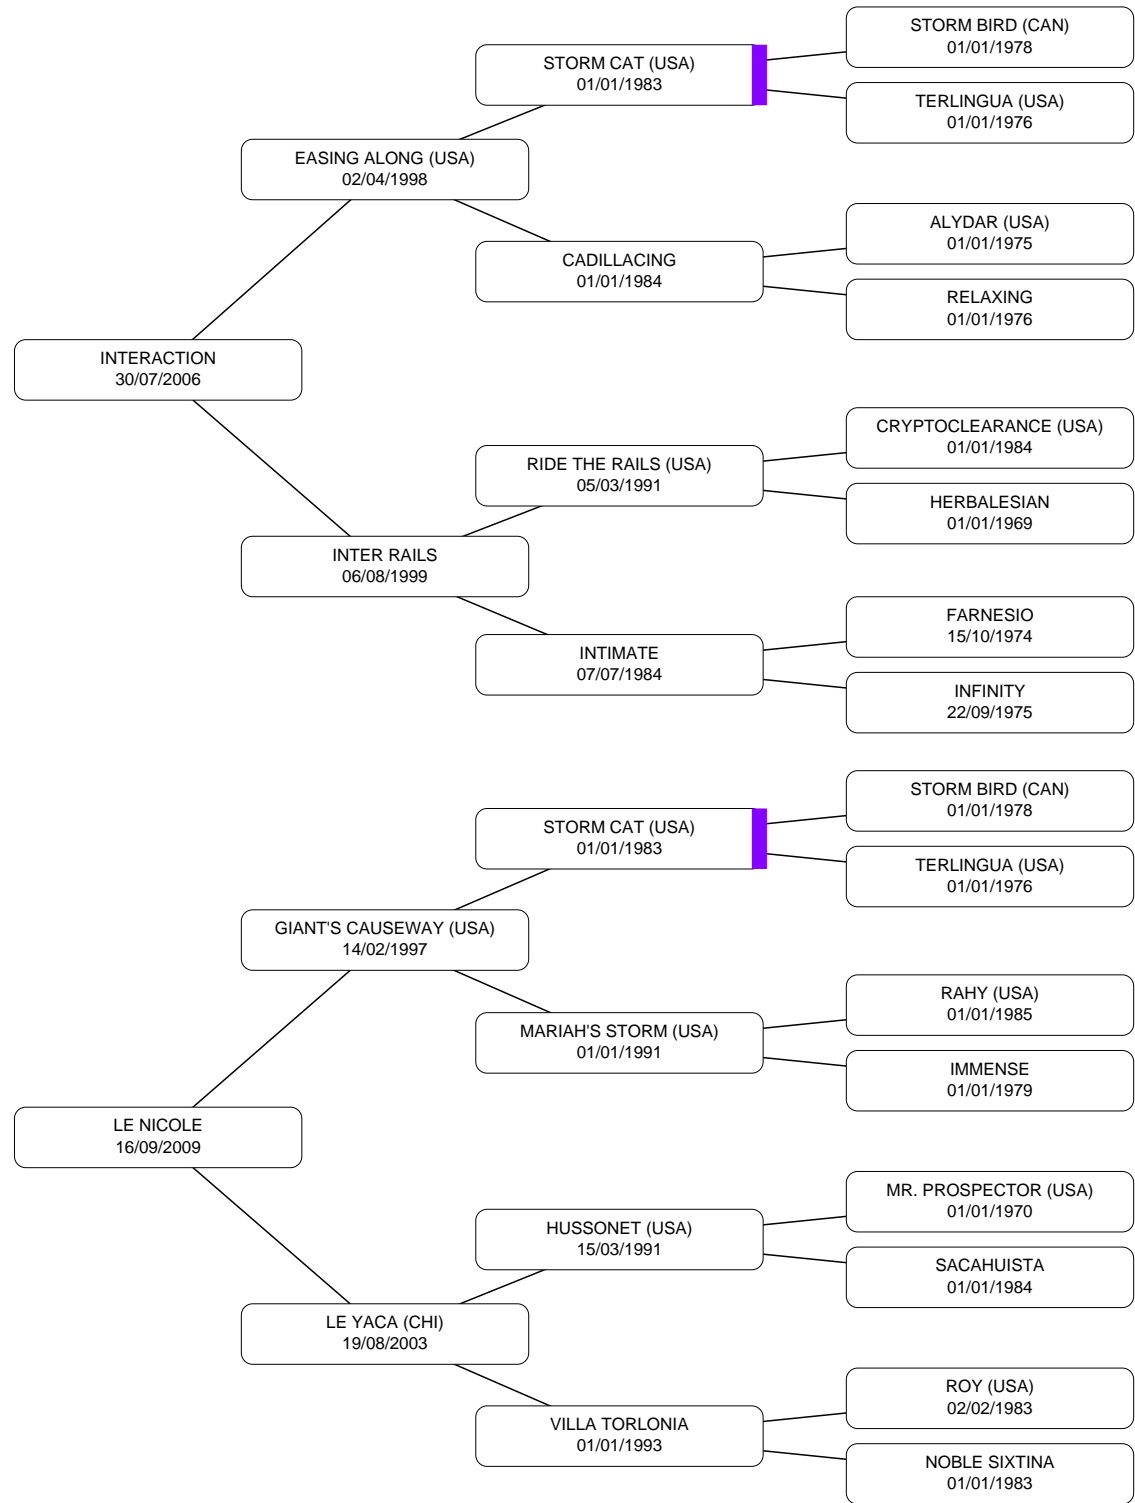 STORM BIRD (CAN)
01/01/1978
STORM CAT (USA)
01/01/1983
TERLINGUA (USA)
01/01/1976
EASING ALONG (USA)
02/04/1998
ALYDAR (USA)
01/01/1975
CADILLACING
01/01/1984
RELAXING
01/01/1976
INTERACTION
30/07/2006
CRYPTOCLEARANCE (USA)
01/01/1984
RIDE THE RAILS (USA)
05/03/1991
HERBALESIAN
01/01/1969
INTER RAILS
06/08/1999
FARNESIO
15/10/1974
INTIMATE
07/07/1984
INFINITY
22/09/1975
STORM BIRD (CAN)
01/01/1978
STORM CAT (USA)
01/01/1983
TERLINGUA (USA)
01/01/1976
GIANT'S CAUSEWAY (USA)
14/02/1997
RAHY (USA)
01/01/1985
MARIAH'S STORM (USA)
01/01/1991
IMMENSE
01/01/1979
LE NICOLE
16/09/2009
MR. PROSPECTOR (USA)
01/01/1970
HUSSONET (USA)
15/03/1991
SACAHUISTA
01/01/1984
LE YACA (CHI)
19/08/2003
ROY (USA)
02/02/1983
VILLA TORLONIA
01/01/1993
NOBLE SIXTINA
01/01/1983